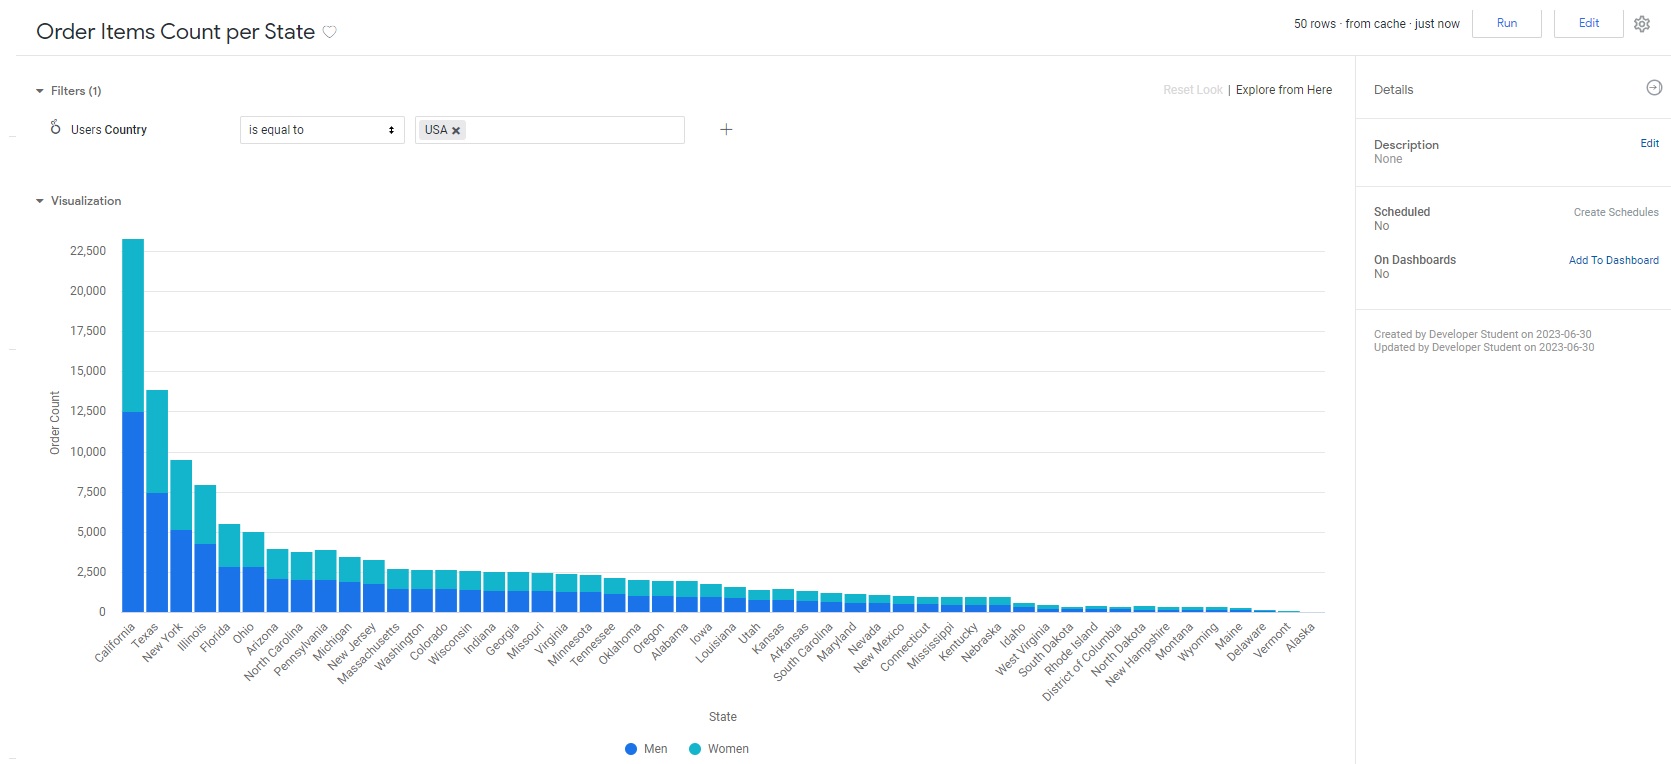 Order Items Count per State
50 rows · from cache · just now
Run
Edit
Filters (1)
Reset Look | Explore from Here
Users Country
is equal to
USA
Visualization
22,500
20,000
17,500
15,000
12,500
10,000
7,500
5,000
2,500
0
Order Count
California
Texas
New York
Illinois
Florida
Ohio
Arizona
North Carolina
Pennsylvania
Michigan
New Jersey
Massachusetts
Washington
Colorado
Wisconsin
Indiana
Georgia
Missouri
Virginia
Minnesota
Tennessee
Oklahoma
Oregon
Alabama
Iowa
Louisiana
Utah
Kansas
Arkansas
South Carolina
Maryland
Nevada
New Mexico
Connecticut
Mississippi
Kentucky
Nebraska
Idaho
West Virginia
South Dakota
Rhode Island
District of Columbia
North Dakota
New Hampshire
Montana
Wyoming
Maine
Delaware
Vermont
Alaska
State
Men
Women
Details
Description
Edit
None
Scheduled
Create Schedules
No
On Dashboards
Add To Dashboard
No
Created by Developer Student on 2023-06-30
Updated by Developer Student on 2023-06-30